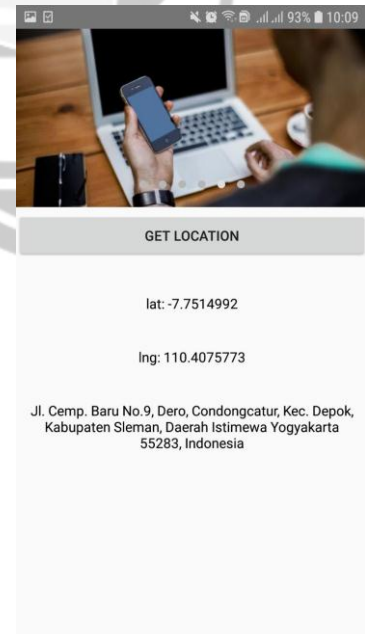 93% 10:09
GET LOCATION
lat: -7.7514992
lng: 110.4075773
Jl. Cemp. Baru No.9, Dero, Condongcatur, Kec. Depok,
Kabupaten Sleman, Daerah Istimewa Yogyakarta
55283, Indonesia